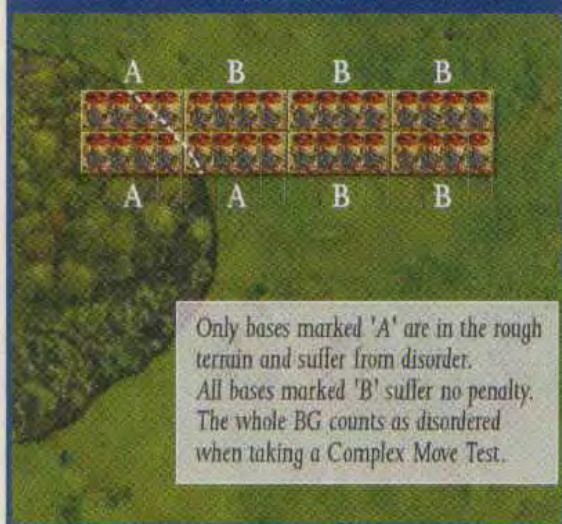 A B B B
A A B B
Only bases marked 'A' are in the rough
terrain and suffer from disorder.
All bases marked 'B' suffer no penalty.
The whole BG counts as disordered
when taking a Complex Move Test.